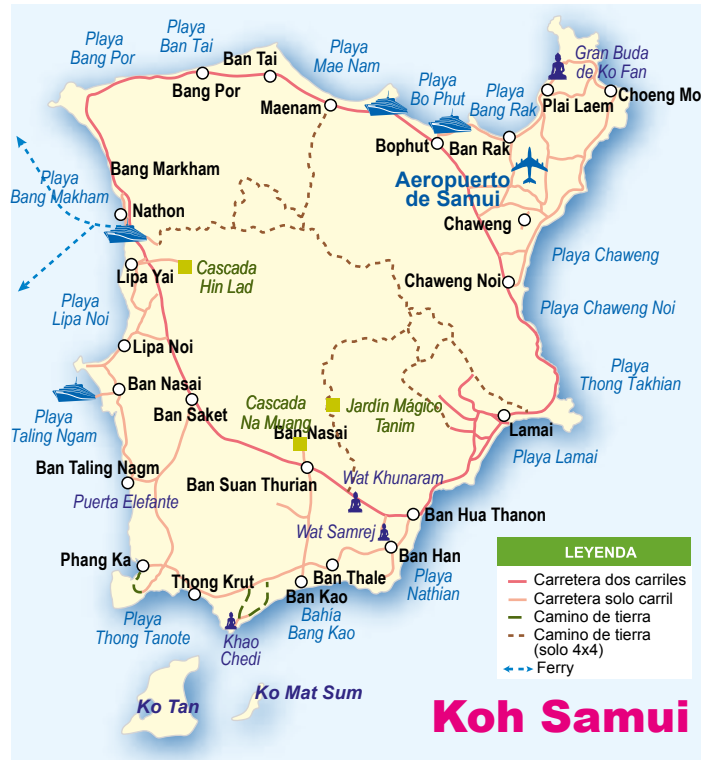 Playa
Ban Tai
Playa
Bang Por
Ban Tai
Playa
Mae Nam
Bang Por
Gran Buda
de Ko Fan
Playa
Bo Phut
Playa
Bang Rak
Maenam
Plai Laem
Choeng Mo
Bophut
Ban Rak
Bang Markham
Aeropuerto
de Samui
Playa
Bang Makham
Nathon
Chaweng
Playa Chaweng
Lipa Yai
Cascada
Hin Lad
Chaweng Noi
Playa
Lipa Noi
Playa Chaweng Noi
Lipa Noi
Playa
Thong Takhian
Ban Nasai
Ban Saket
Cascada
Na Muang
Jardín Mágico
Tanim
Playa
Taling Ngam
Ban Nasai
Lamai
Playa Lamai
Ban Taling Nagm
Ban Suan Thurian
Wat Khunaram
Puerta Elefante
Ban Hua Thanon
Wat Samrej
Ban Han
Phang Ka
Thong Krut
Ban Thale
Ban Kao
Playa
Nathian
Playa
Thong Tanote
Khao
Chedi
Bahía
Bang Kao
Ko Tan
Ko Mat Sum
LEYENDA
Carretera dos carriles
Carretera solo carril
Camino de tierra
Camino de tierra
(solo 4x4)
Ferry
Koh Samui